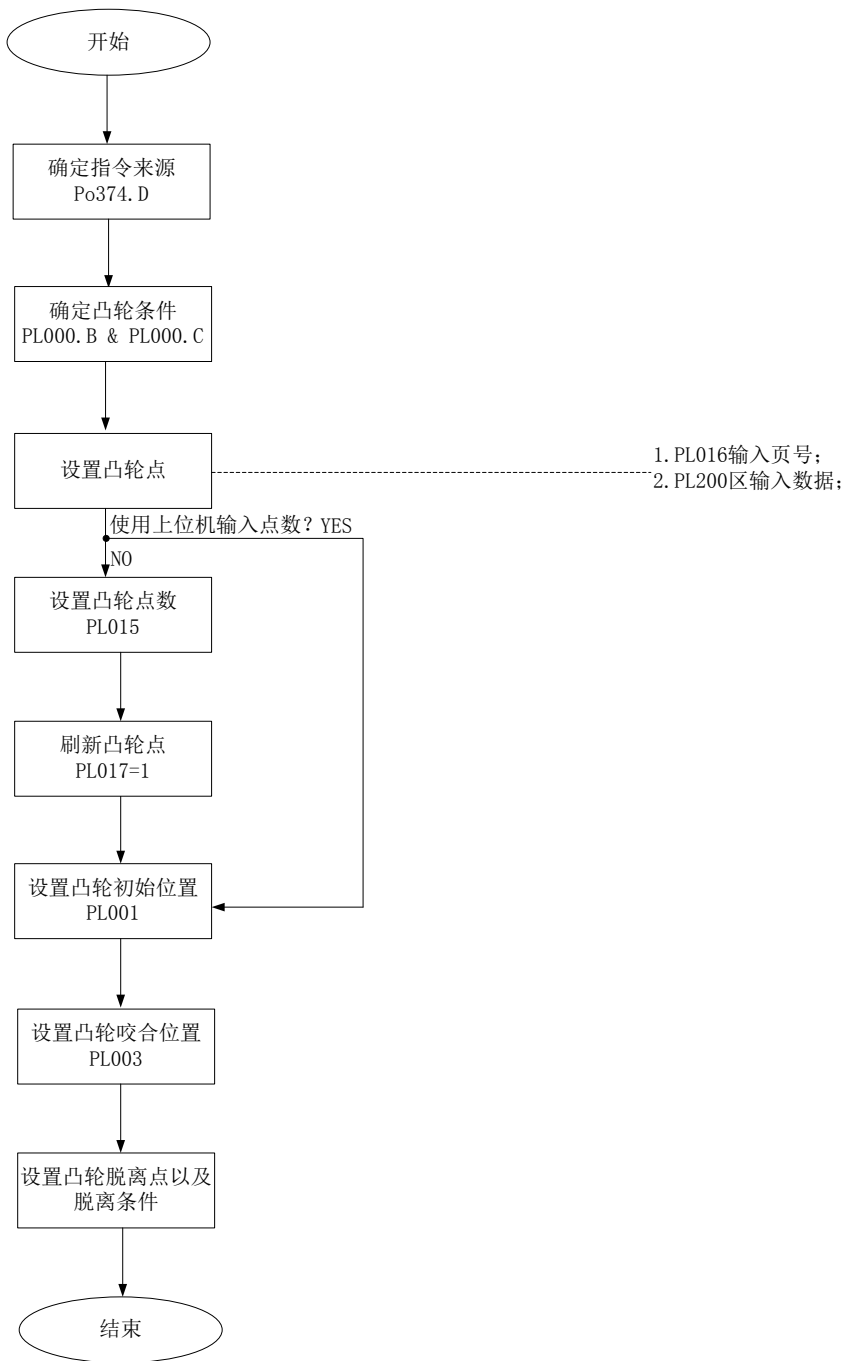 开始
确定指令来源
Po374.D
确定凸轮条件
PL000.B & PL000.C
设置凸轮点
1.PL016输入页号;
2.PL200区输入数据;
使用上位机输入点数？YES
NO
设置凸轮点数
PL015
刷新凸轮点
PL017=1
设置凸轮初始位置
PL001
设置凸轮咬合位置
PL003
设置凸轮脱离点以及
脱离条件
结束